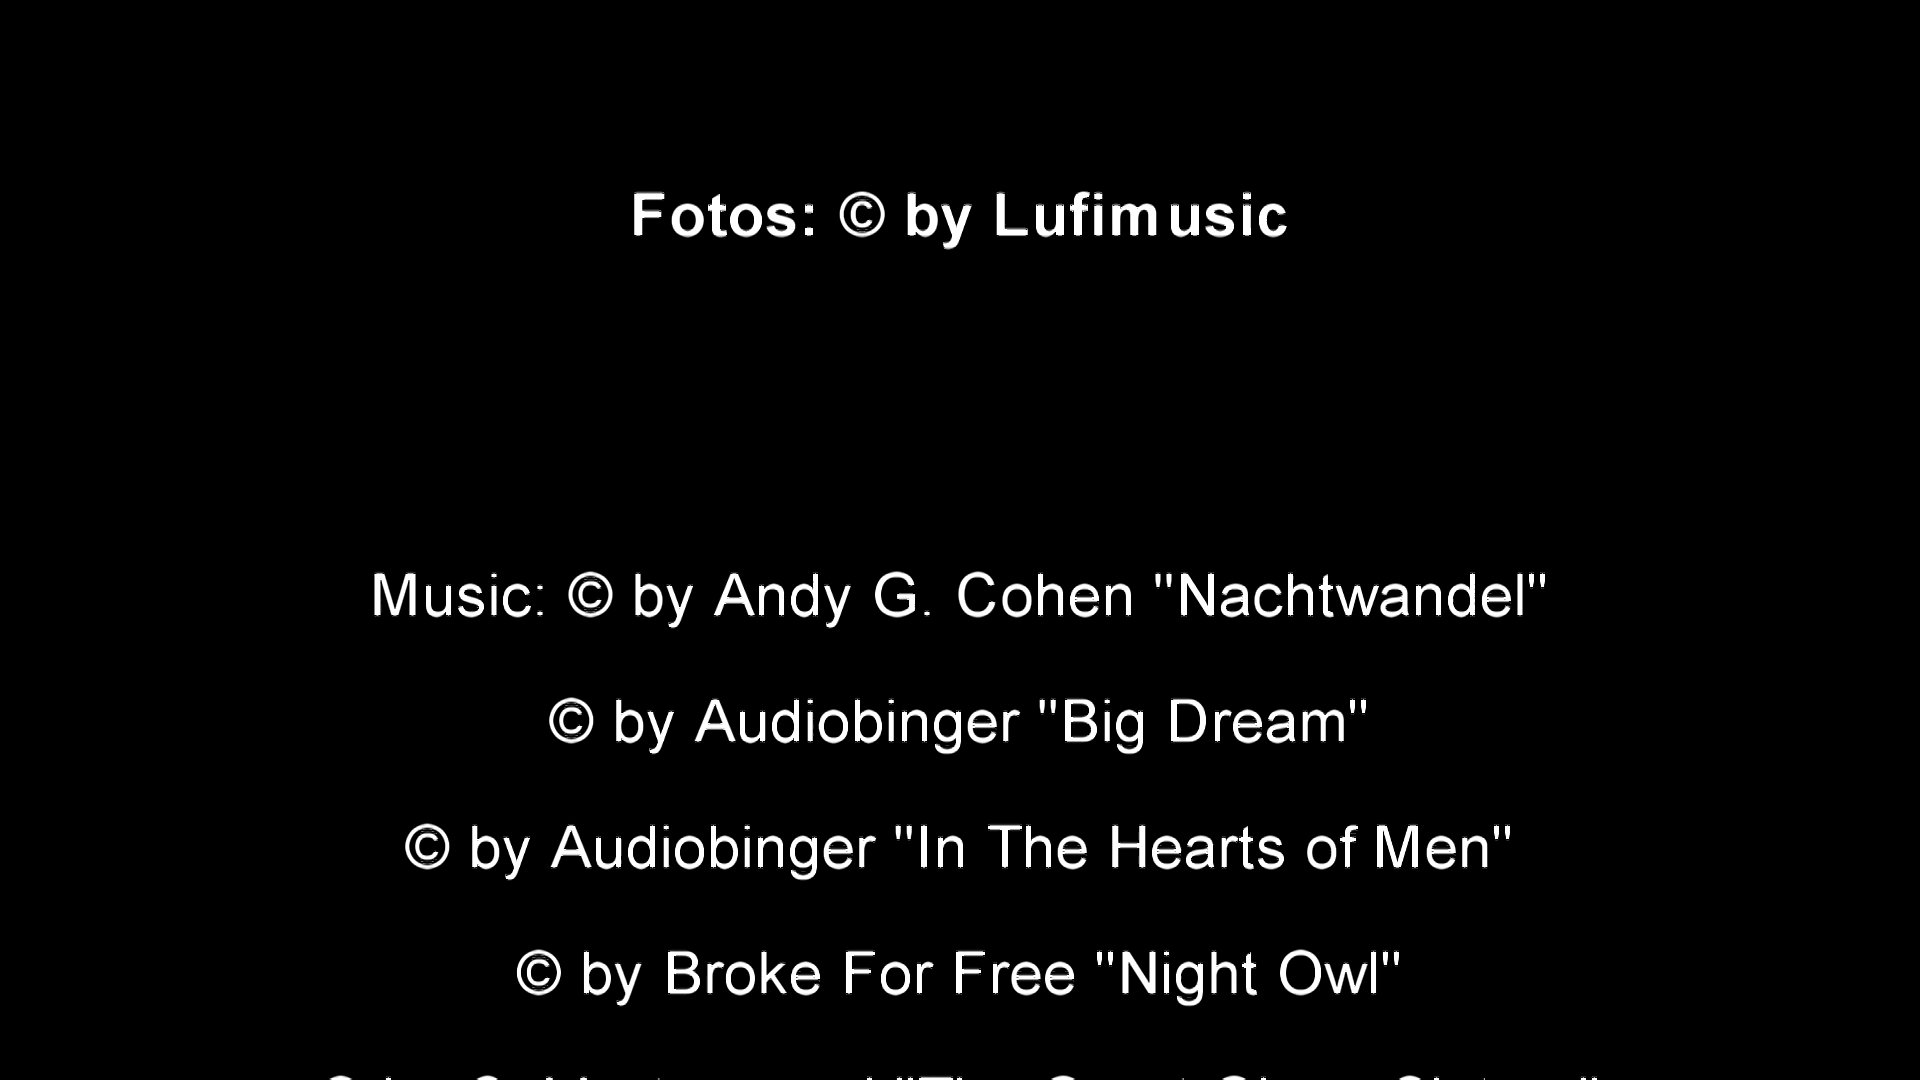 Fotos: © by Lufimusic
Music: © by Andy G. Cohen "Nachtwandel"
© by Audiobinger "Big Dream"
© by Audiobinger "In The Hearts of Men"
© by Broke For Free "Night Owl"